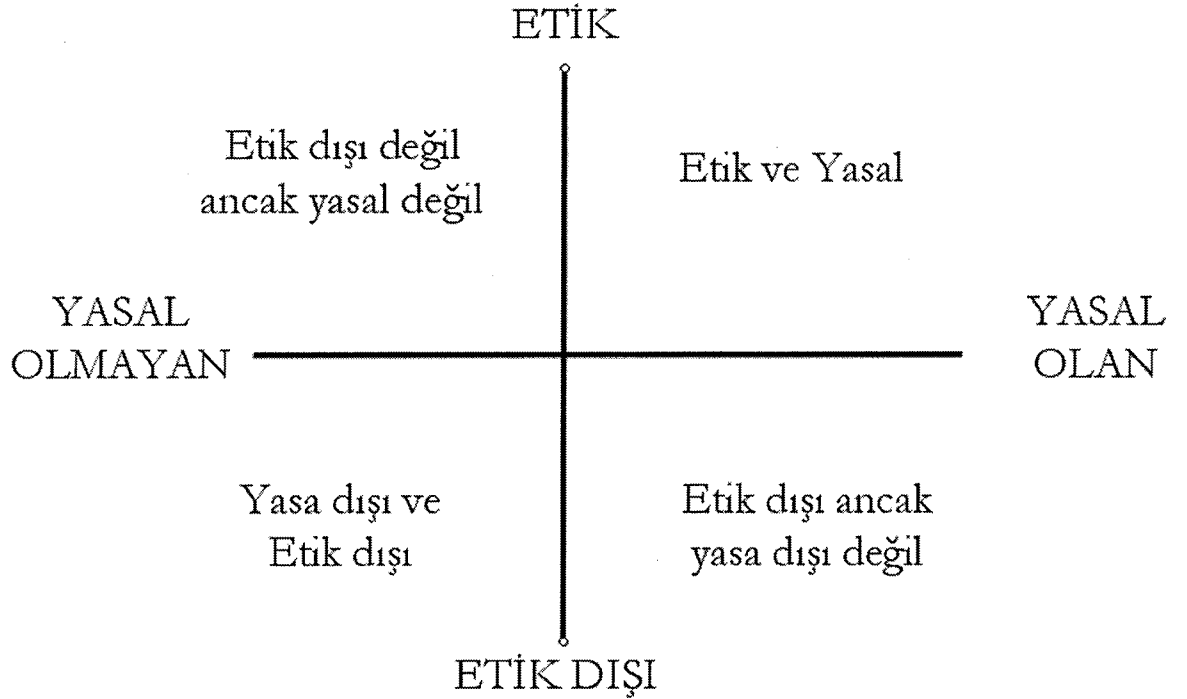 ETİK
Etik dışı değil
ancak yasal değil
Etik ve Yasal
YASAL
OLMAYAN
YASAL
OLAN
Yasa dışı ve
Etik dışı
Etik dışı ancak
yasa dışı değil
ETİK DIŞI